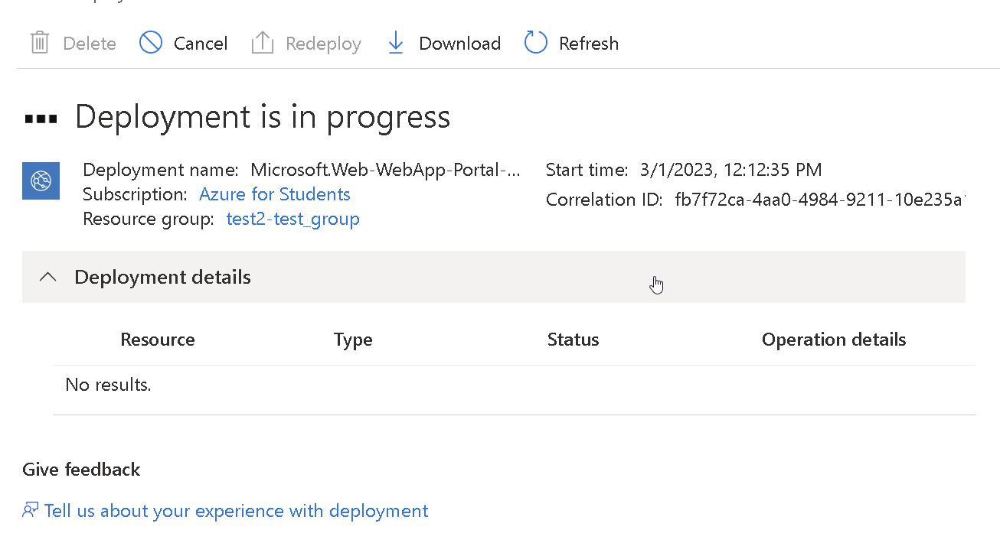 Delete Cancel Redeploy Download Refresh
Deployment is in progress
Deployment name: Microsoft.Web-WebApp-Portal-...
Subscription: Azure for Students
Resource group: test2-test_group
Start time: 3/1/2023, 12:12:35 PM
Correlation ID: fb7f72ca-4aa0-4984-9211-10e235a
Deployment details
Resource Type Status Operation details
No results.
Give feedback
Tell us about your experience with deployment